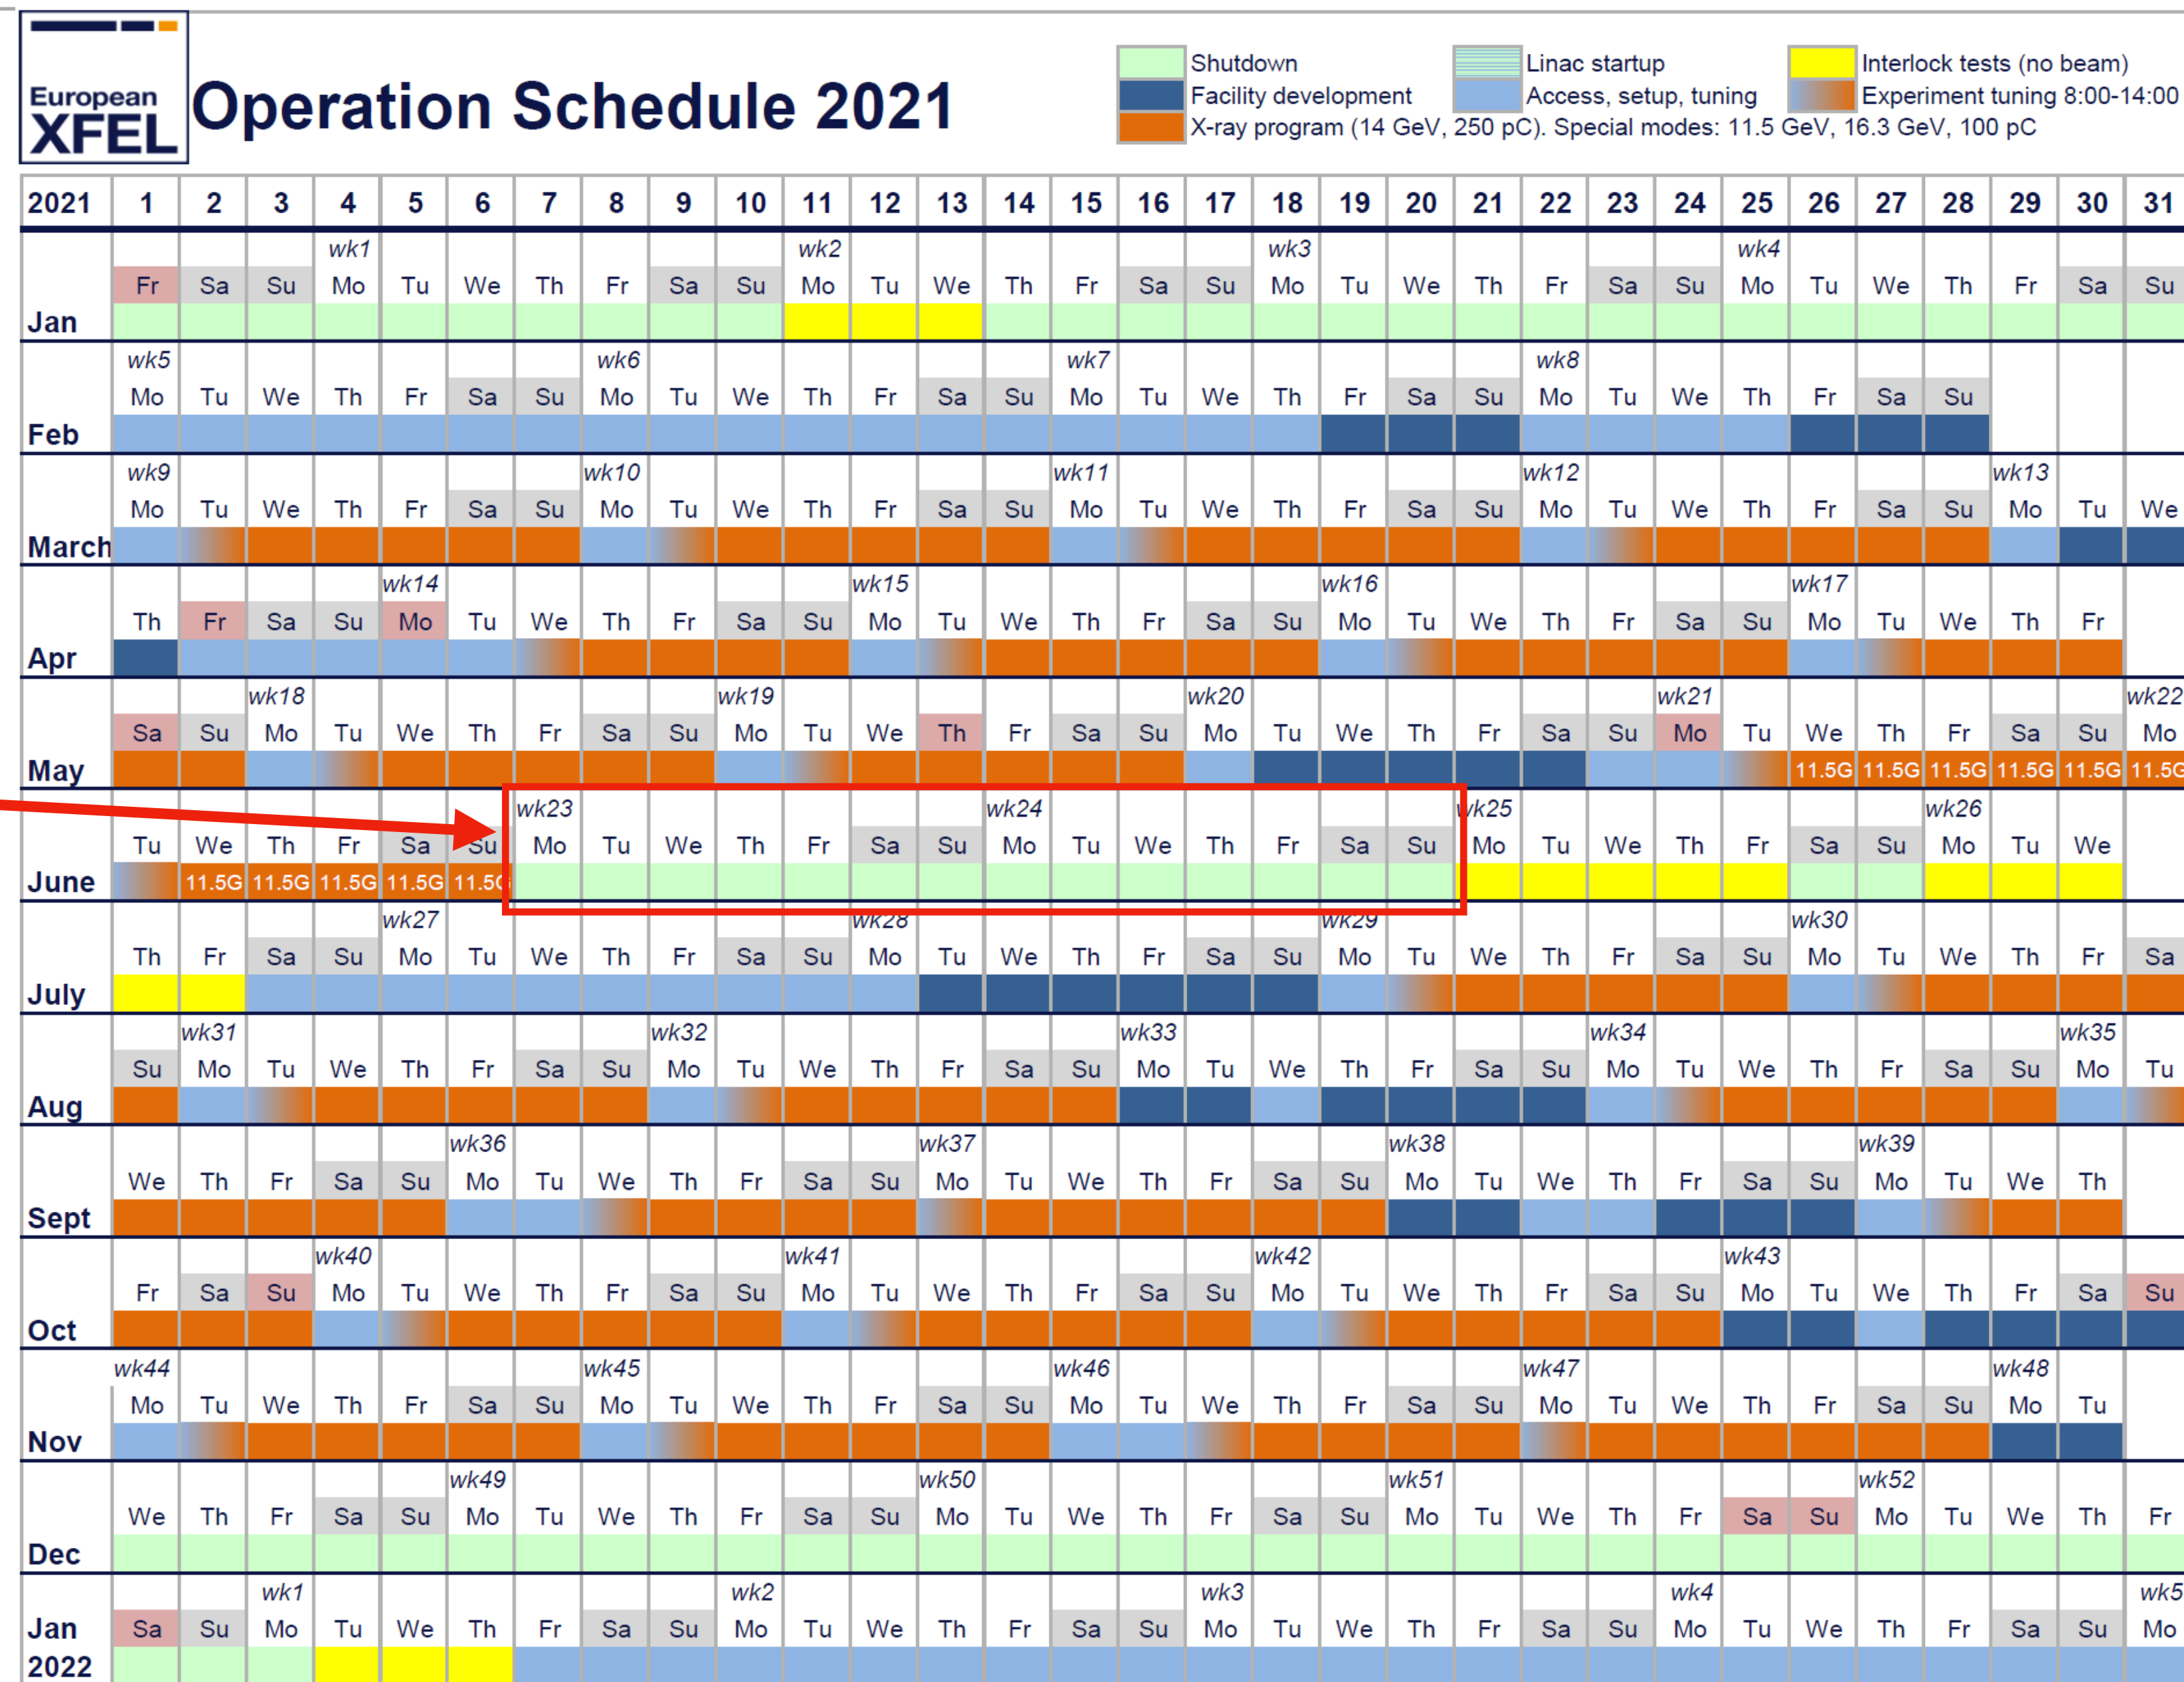 European
XFEL
Operation Schedule 2021
Shutdown Linac startup Interlock tests (no beam)
Facility development Access, setup, tuning Experiment tuning 8:00-14:00
X-ray program (14 GeV, 250 pC). Special modes: 11.5 GeV, 16.3 GeV, 100 pC
2021 1 2 3 4 5 6 7 8 9 10 11 12 13 14 15 16 17 18 19 20 21 22 23 24 25 26 27 28 29 30 31
wk1 wk2 wk3 wk4
Fr Sa Su Mo Tu We Th Fr Sa Su Mo Tu We Th Fr Sa Su Mo Tu We Th Fr Sa Su Mo Tu We Th Fr Sa Su
Jan
wk5 wk6 wk7 wk8
Mo Tu We Th Fr Sa Su Mo Tu We Th Fr Sa Su Mo Tu We Th Fr Sa Su Mo Tu We Th Fr Sa Su
Feb
wk9 wk10 wk11 wk12 wk13
Mo Tu We Th Fr Sa Su Mo Tu We Th Fr Sa Su Mo Tu We Th Fr Sa Su Mo Tu We Th Fr Sa Su Mo Tu We
March
wk14 wk15 wk16 wk17
Th Fr Sa Su Mo Tu We Th Fr Sa Su Mo Tu We Th Fr Sa Su Mo Tu We Th Fr Sa Su Mo Tu We Th Fr
Apr
wk18 wk19 wk20 wk21 wk22
Sa Su Mo Tu We Th Fr Sa Su Mo Tu We Th Fr Sa Su Mo Tu We Th Fr Sa Su Mo Tu We Th Fr Sa Su Mo
May 11.5G 11.5G 11.5G 11.5G 11.5G 11.5G
wk23 wk24 wk25 wk26
Tu We Th Fr Sa Su Mo Tu We Th Fr Sa Su Mo Tu We Th Fr Sa Su Mo Tu We Th Fr Sa Su Mo Tu We
June 11.5G 11.5G 11.5G 11.5G 11.5G
wk27 wk28 wk29 wk30
Th Fr Sa Su Mo Tu We Th Fr Sa Su Mo Tu We Th Fr Sa Su Mo Tu We Th Fr Sa Su Mo Tu We Th Fr Sa
July
wk31 wk32 wk33 wk34 wk35
Su Mo Tu We Th Fr Sa Su Mo Tu We Th Fr Sa Su Mo Tu We Th Fr Sa Su Mo Tu We Th Fr Sa Su Mo Tu
Aug
wk36 wk37 wk38 wk39
We Th Fr Sa Su Mo Tu We Th Fr Sa Su Mo Tu We Th Fr Sa Su Mo Tu We Th Fr Sa Su Mo Tu We Th
Sept
wk40 wk41 wk42 wk43
Fr Sa Su Mo Tu We Th Fr Sa Su Mo Tu We Th Fr Sa Su Mo Tu We Th Fr Sa Su Mo Tu We Th Fr Sa Su
Oct
wk44 wk45 wk46 wk47 wk48
Mo Tu We Th Fr Sa Su Mo Tu We Th Fr Sa Su Mo Tu We Th Fr Sa Su Mo Tu We Th Fr Sa Su Mo Tu
Nov
wk49 wk50 wk51 wk52
We Th Fr Sa Su Mo Tu We Th Fr Sa Su Mo Tu We Th Fr Sa Su Mo Tu We Th Fr Sa Su Mo Tu We Th Fr
Dec
wk1 wk2 wk3 wk4 wk5
Jan Sa Su Mo Tu We Th Fr Sa Su Mo Tu We Th Fr Sa Su Mo Tu We Th Fr Sa Su Mo Tu We Th Fr Sa Su Mo
2022